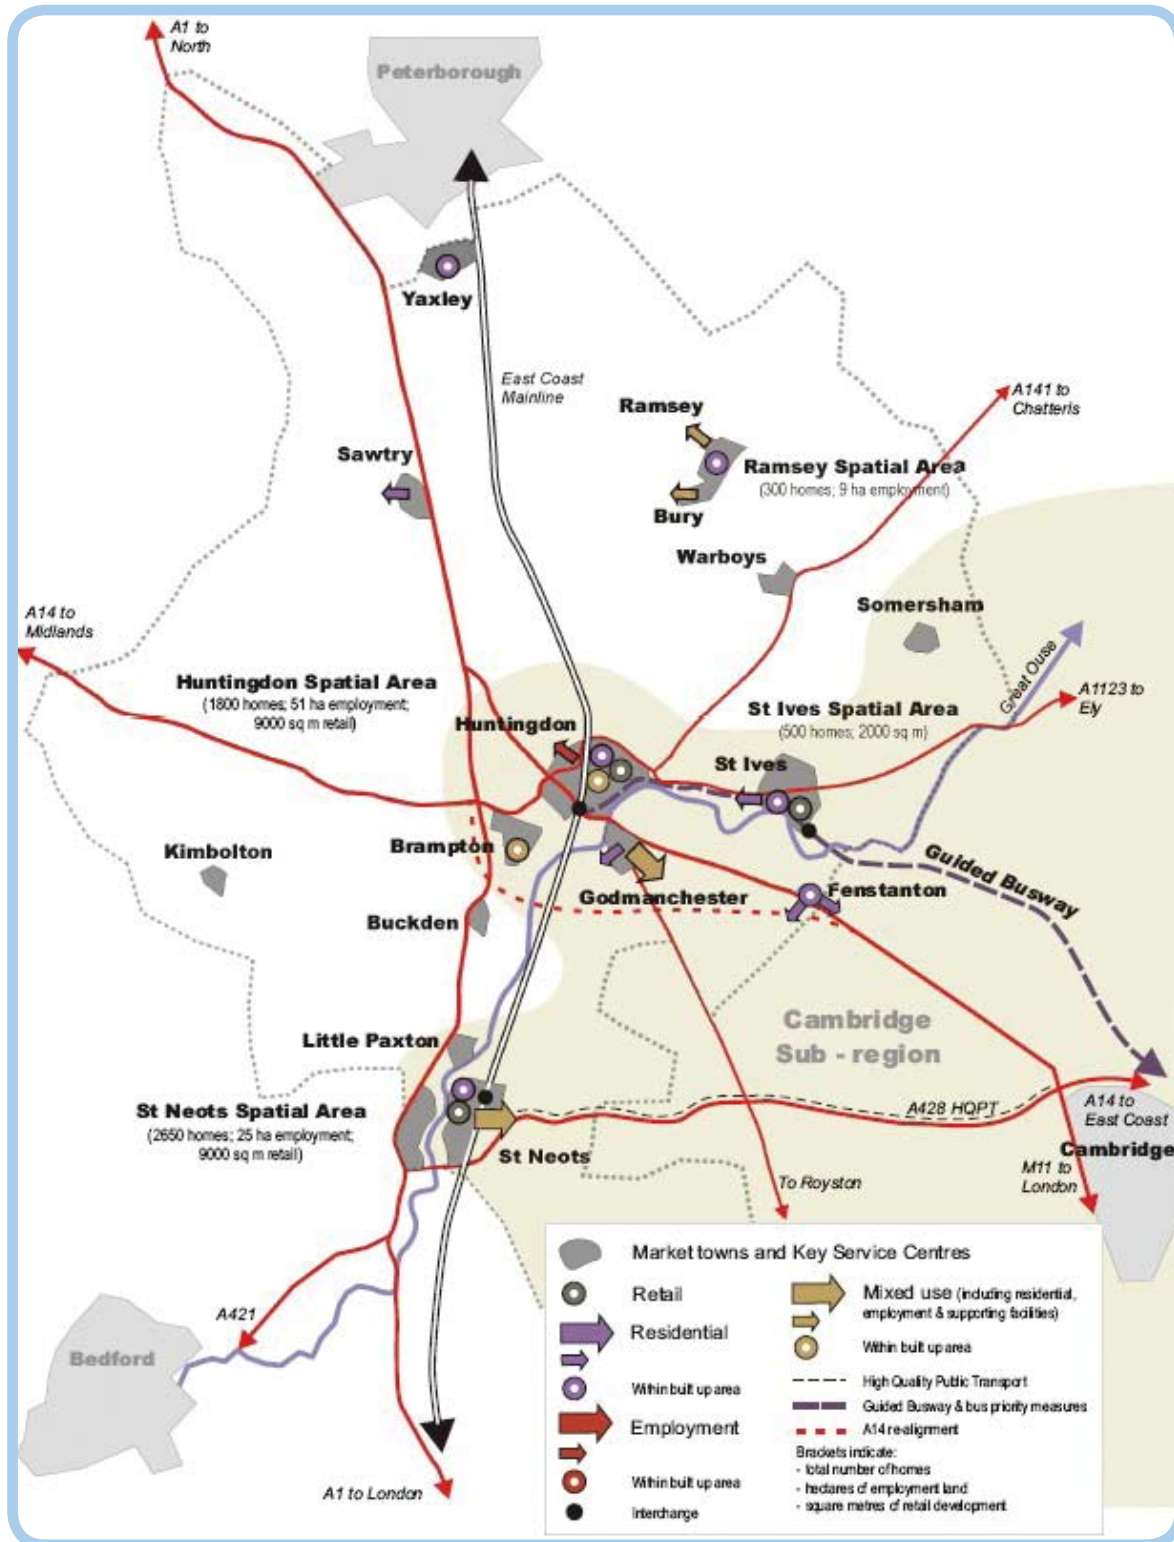 A1 to
North
Peterborough
Yaxley
East Coast
Mainline
A141 to
Chatteris
Ramsey
Sawtry
Ramsey Spatial Area
(300 homes; 9 ha employment)
Bury
Warboys
Somersham
A14 to
Midlands
Great Ouse
Huntingdon Spatial Area
(1800 homes; 51 ha employment;
9000 sq m retail)
A1123 to
Ely
St Ives Spatial Area
(500 homes; 2000 sq m)
Huntingdon
St Ives
Brampton
Kimbolton
Guided Busway
Godmanchester
Fenstanton
Buckden
Cambridge
Sub - region
Little Paxton
St Neots Spatial Area
(2650 homes; 25 ha employment;
9000 sq m retail)
A428 HQPT
A14 to
East Coast
St Neots
Cambridge
M11 to
London
To Royston
A421
Bedford
A1 to London
Market towns and Key Service Centres
Retail
Residential
Within built up area
Employment
Within built up area
Interchange
Mixed use (including residential,
employment & supporting facilities)
Within built up area
High Quality Public Transport
Guided Busway & bus priority measures
A14 re-alignment
Brackets indicate:
- total number of homes
- hectares of employment land
- square metres of retail development